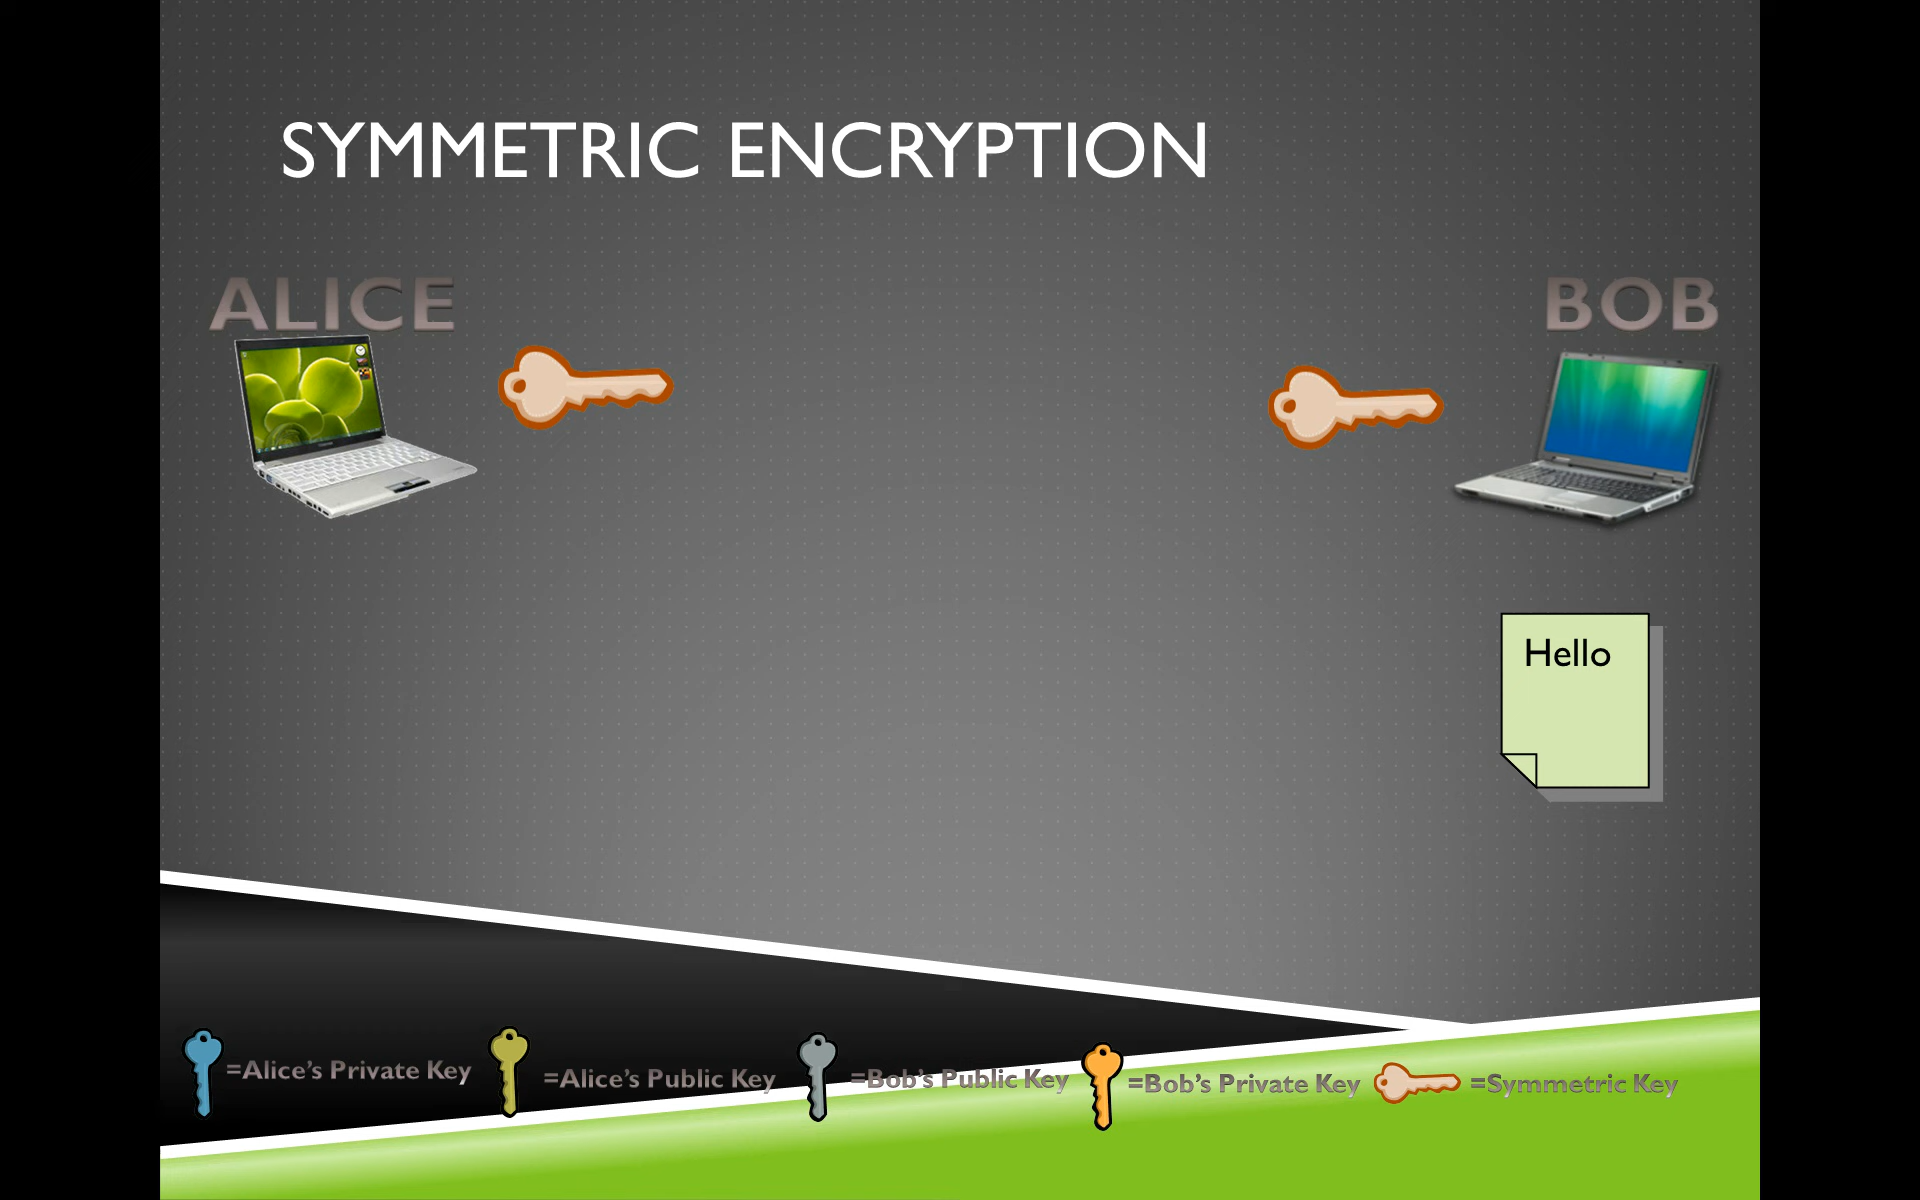 SYMMETRIC ENCRYPTION
ALICE
BOB
Hello
=Alice’s Private Key
=Alice’s Public Key
=Bob’s Public Key
=Bob’s Private Key
=Symmetric Key